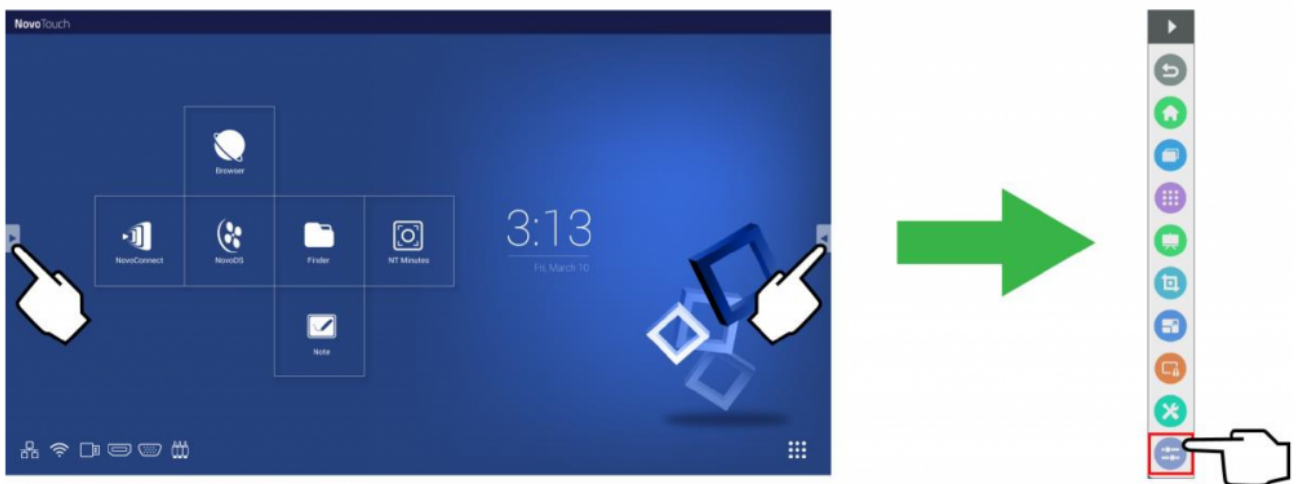 NovoTouch
Browser
NovoConnect
NovoDS
Finder
NT Minutes
3:13
Fri, March 10
Note